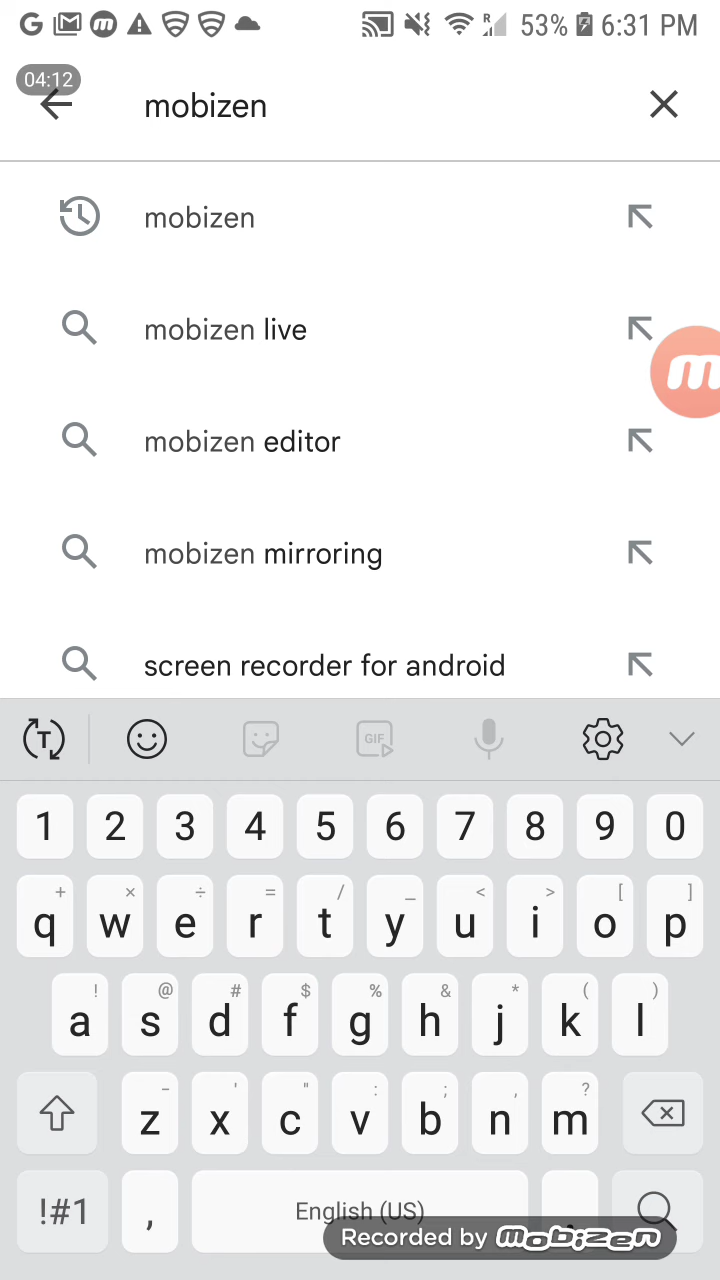 53% 6:31 PM
04:12
mobizen
mobizen
mobizen live
mobizen editor
mobizen mirroring
screen recorder for android
T GIF
1 2 3 4 5 6 7 8 9 0
+ × ÷ = / _ < > [ ]
q w e r t y u i o p
! @ # $ % & * ( )
a s d f g h j k l
- ' " : ; , ?
z x c v b n m
!#1 , English (US) .
Recorded by mobizen